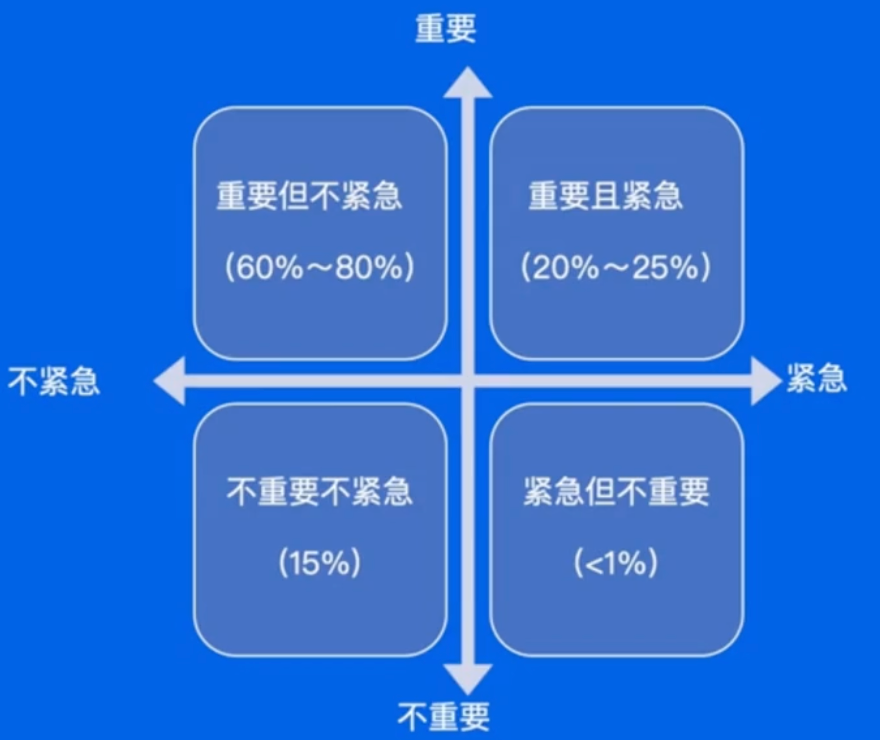 重要
重要但不紧急
(60%～80%)
重要且紧急
(20%～25%)
不紧急
紧急
不重要不紧急
(15%)
紧急但不重要
(<1%)
不重要